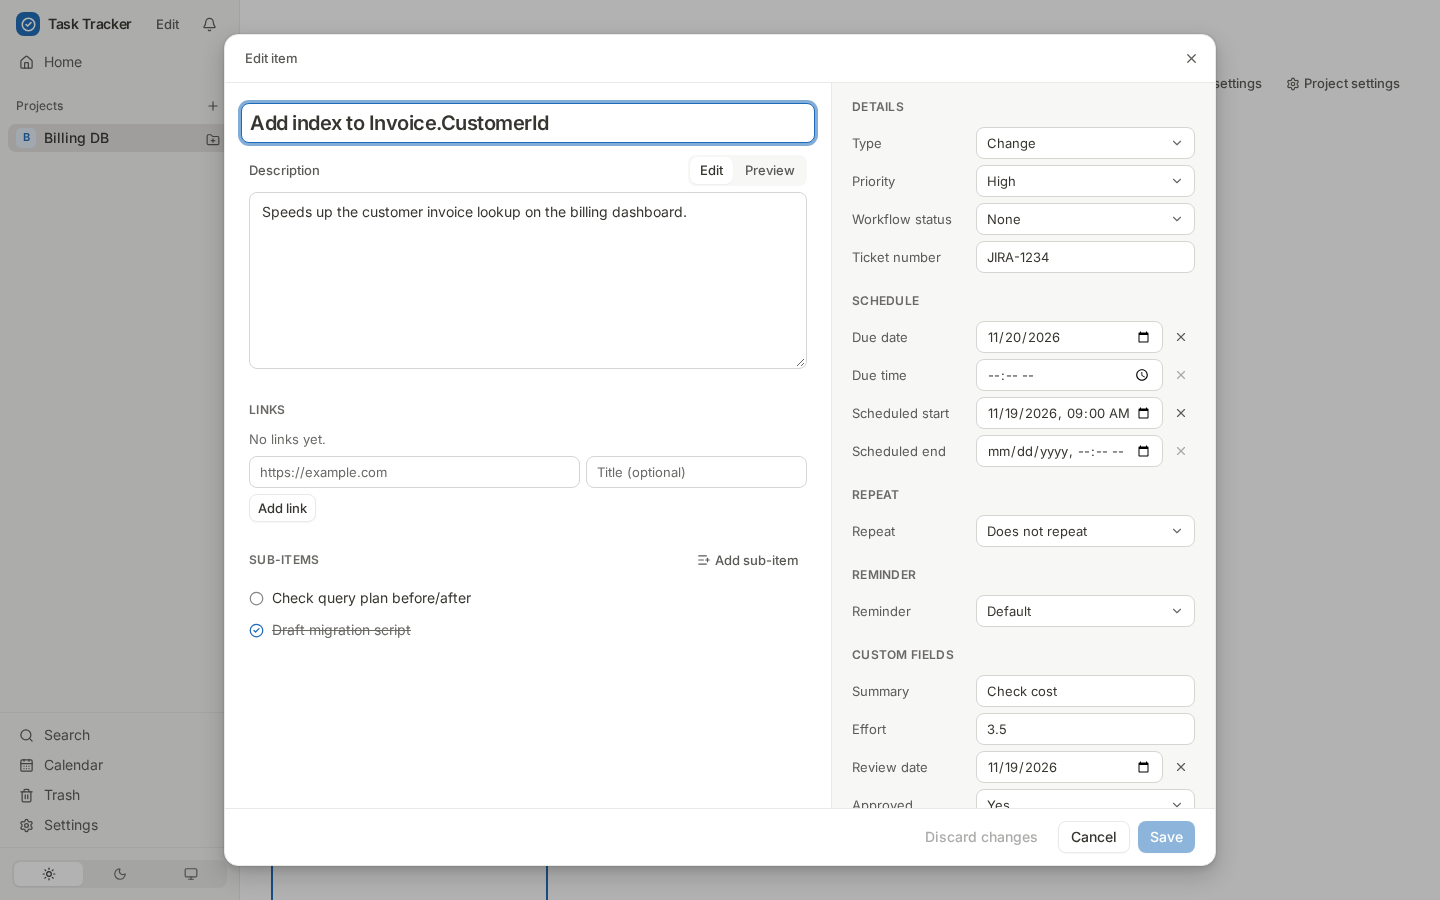 Task Tracker
Edit
Home
Projects
B
Billing DB
Search
Calendar
Trash
Settings
settings
Project settings
Edit item
Add index to Invoice.CustomerId
Description
Edit
Preview
Speeds up the customer invoice lookup on the billing dashboard.
LINKS
No links yet.
https://example.com
Title (optional)
Add link
SUB-ITEMS
Add sub-item
Check query plan before/after
Draft migration script
DETAILS
Type
Change
Priority
High
Workflow status
None
Ticket number
JIRA-1234
SCHEDULE
Due date
11/20/2026
Due time
--:-- --
Scheduled start
11/19/2026, 09:00 AM
Scheduled end
mm/dd/yyyy, --:-- --
REPEAT
Repeat
Does not repeat
REMINDER
Reminder
Default
CUSTOM FIELDS
Summary
Check cost
Effort
3.5
Review date
11/19/2026
Approved
Yes
Discard changes
Cancel
Save